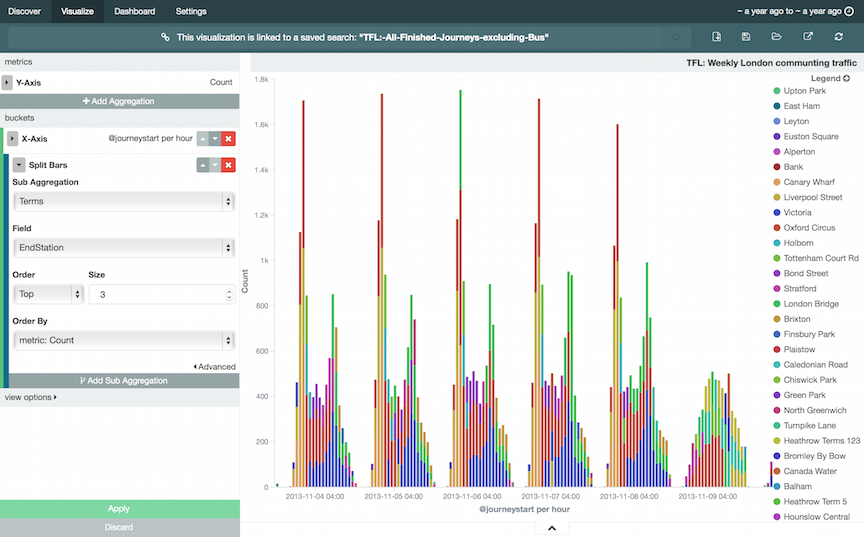 Discover Visualize Dashboard Settings ~ a year ago to ~ a year ago
This visualization is linked to a saved search: "TFL:-All-Finished-Journeys-excluding-Bus"
metrics
Y-Axis Count
Add Aggregation
buckets
X-Axis @journeystart per hour
Split Bars
Sub Aggregation
Terms
Field
EndStation
Order Size
Top 3
Order By
metric: Count
Advanced
Add Sub Aggregation
view options
Apply
Discard
TFL: Weekly London communting traffic
Legend
1.8k
1.6k
1.4k
1.2k
1k
800
600
400
200
0
Count
2013-11-04 04:00 2013-11-05 04:00 2013-11-06 04:00 2013-11-07 04:00 2013-11-08 04:00 2013-11-09 04:00
@journeystart per hour
Upton Park
East Ham
Leyton
Euston Square
Alperton
Bank
Canary Wharf
Liverpool Street
Victoria
Oxford Circus
Holborn
Tottenham Court Rd
Bond Street
Stratford
London Bridge
Brixton
Finsbury Park
Plaistow
Caledonian Road
Chiswick Park
Green Park
North Greenwich
Turnpike Lane
Heathrow Terms 123
Bromley By Bow
Canada Water
Balham
Heathrow Term 5
Hounslow Central